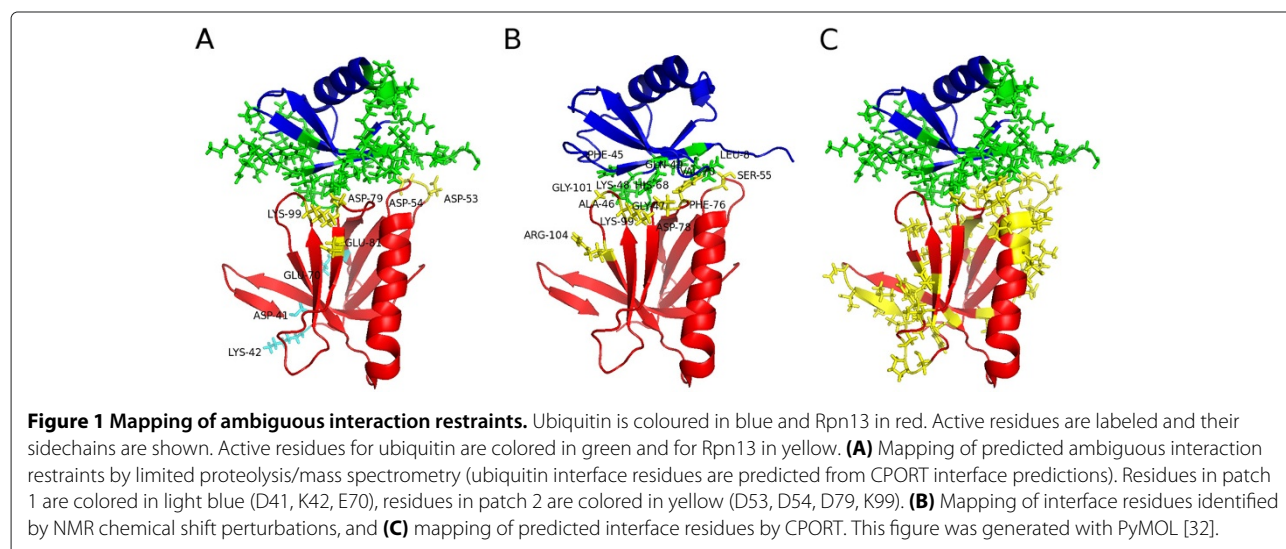 A
B
C
ASP-79
ASP-54
ASP-53
LYS-99
GLU-81
GLU-70
ASP-41
LYS-42
PHE-45
LEU-8
GLN-49
VAL-70
SER-55
GLY-101
LYS-48
HIS-68
ALA-46
GLY-47
PHE-76
LYS-99
ASP-78
ARG-104
Figure 1 Mapping of ambiguous interaction restraints. Ubiquitin is coloured in blue and Rpn13 in red. Active residues are labeled and their
sidechains are shown. Active residues for ubiquitin are colored in green and for Rpn13 in yellow. (A) Mapping of predicted ambiguous interaction
restraints by limited proteolysis/mass spectrometry (ubiquitin interface residues are predicted from CPORT interface predictions). Residues in patch
1 are colored in light blue (D41, K42, E70), residues in patch 2 are colored in yellow (D53, D54, D79, K99). (B) Mapping of interface residues identified
by NMR chemical shift perturbations, and (C) mapping of predicted interface residues by CPORT. This figure was generated with PyMOL [32].